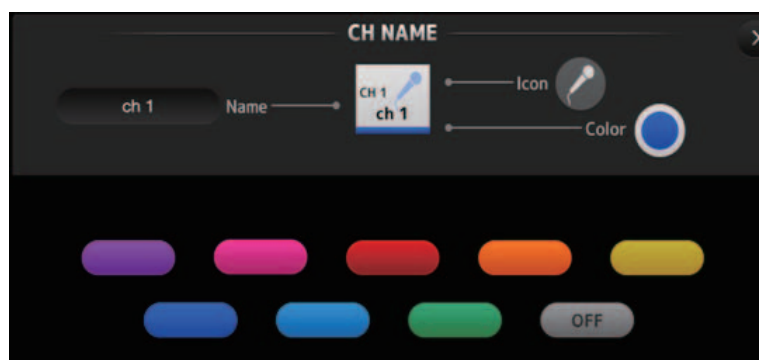 CH NAME
ch 1
Name
CH 1
ch 1
Icon
Color
OFF